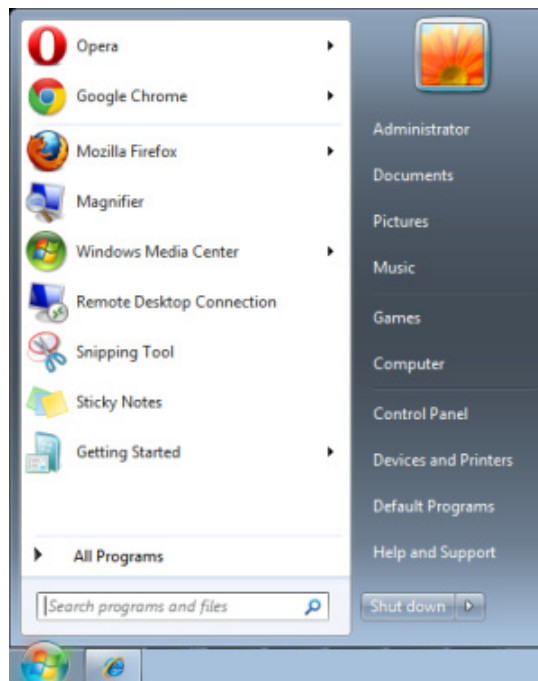 Opera
Google Chrome
Mozilla Firefox
Magnifier
Windows Media Center
Remote Desktop Connection
Snipping Tool
Sticky Notes
Getting Started
All Programs
Search programs and files
Administrator
Documents
Pictures
Music
Games
Computer
Control Panel
Devices and Printers
Default Programs
Help and Support
Shut down